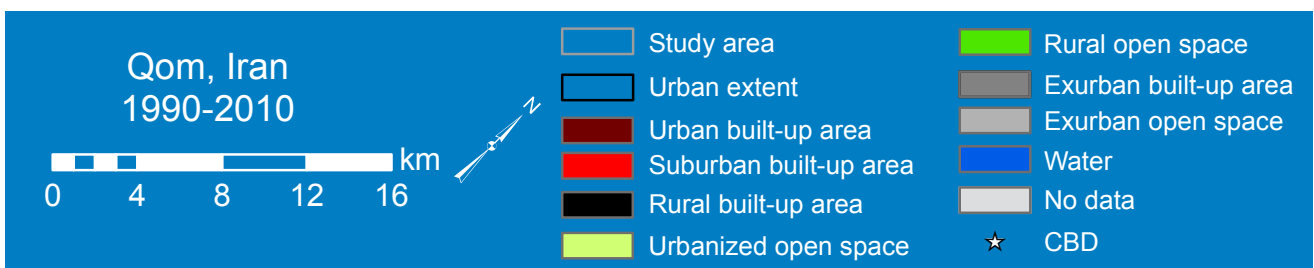 Qom, Iran
1990-2010
km
0 4 8 12 16
N
Study area
Urban extent
Urban built-up area
Suburban built-up area
Rural built-up area
Urbanized open space
Rural open space
Exurban built-up area
Exurban open space
Water
No data
CBD